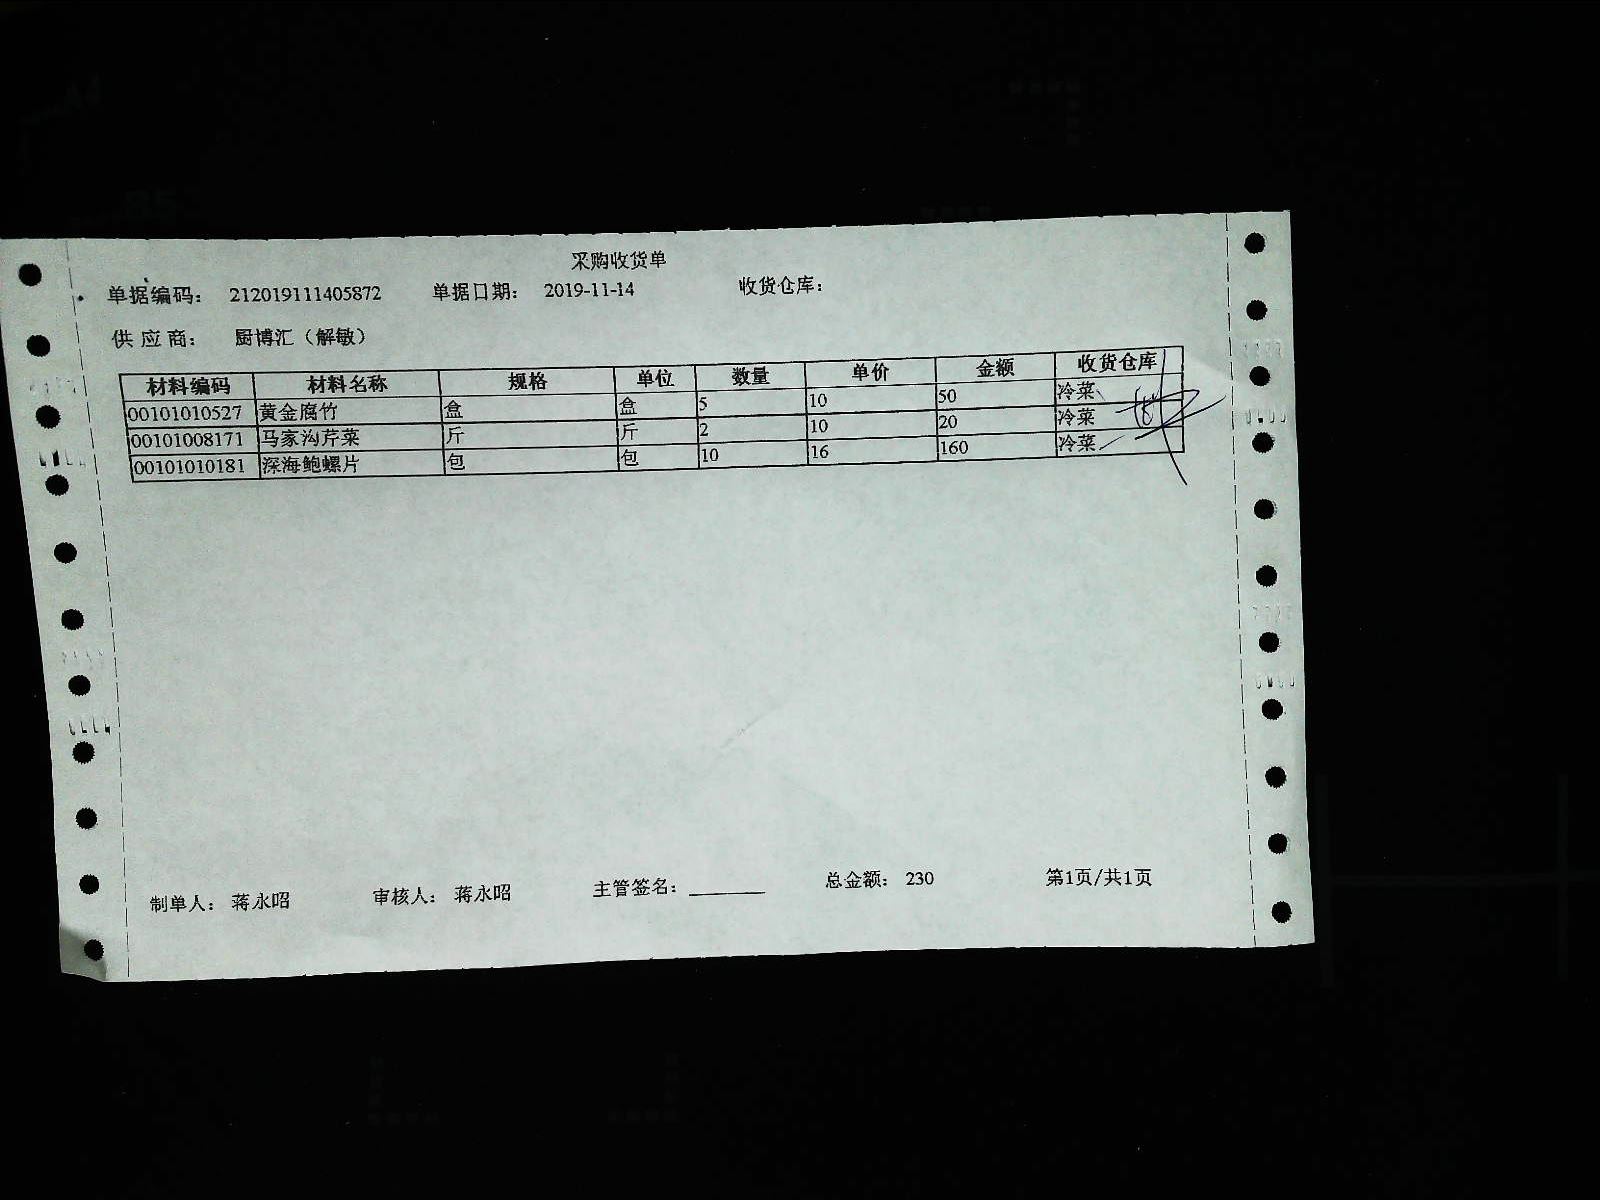 采购收货单
单据编码： 212019111405872 单据日期： 2019-11-14 收货仓库：
供应商： 厨博汇（解敏）
材料编码 材料名称 规格 单位 数量 单价 金额 收货仓库
00101010527 黄金腐竹 盒 盒 5 10 50 冷菜
00101008171 马家沟芹菜 斤 斤 2 10 20 冷菜
00101010181 深海鲍螺片 包 包 10 16 160 冷菜
制单人： 蒋永昭 审核人： 蒋永昭 主管签名：________ 总金额： 230 第1页/共1页